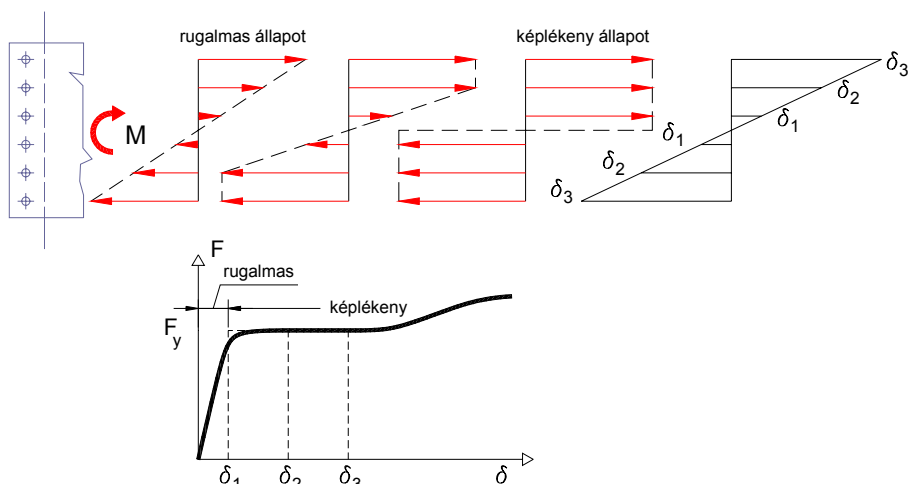 rugalmas állapot
képlékeny állapot
M
δ3
δ2
δ1
δ1
δ2
δ3
F
rugalmas
képlékeny
Fy
δ1 δ2 δ3 δ